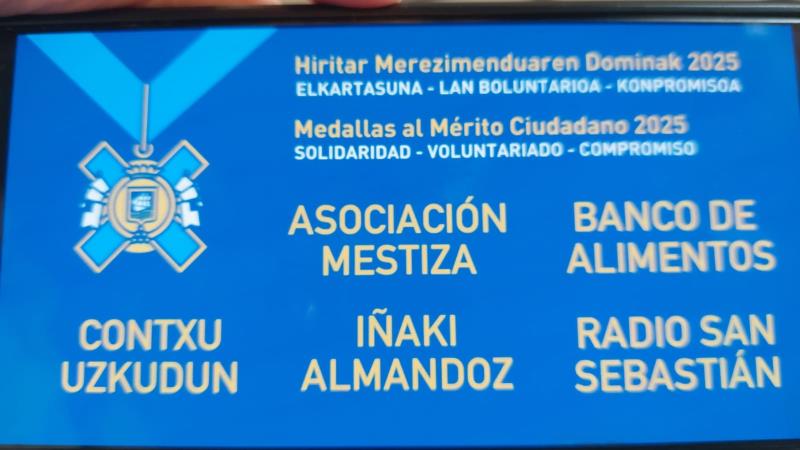 Hiritar Merezimenduaren Dominak 2025
ELKARTASUNA - LAN BOLUNTARIOA - KONPROMISOA
Medallas al Mérito Ciudadano 2025
SOLIDARIDAD - VOLUNTARIADO - COMPROMISO
ASOCIACIÓN
MESTIZA
BANCO DE
ALIMENTOS
CONTXU
UZKUDUN
IÑAKI
ALMANDOZ
RADIO SAN
SEBASTIÁN